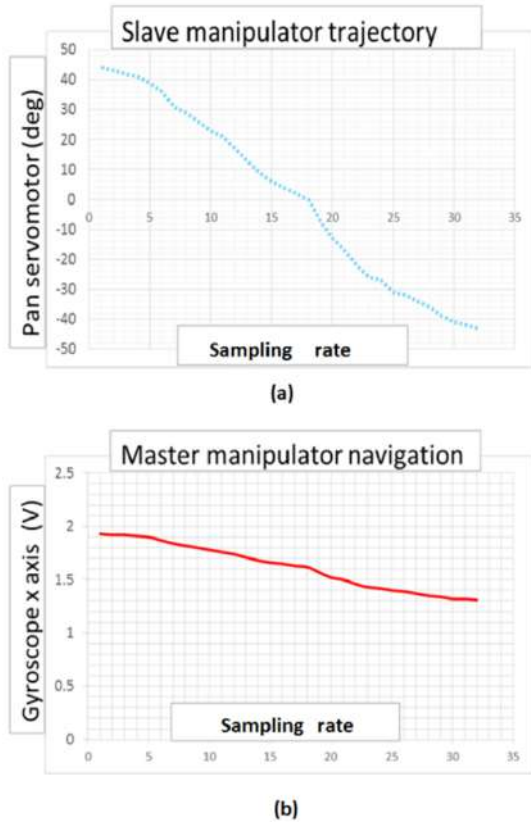 Slave manipulator trajectory
Pan servomotor (deg)
50
40
30
20
10
0
0 5 10 15 20 25 30 35
-10
-20
-30
-40
-50
Sampling rate
(a)
Master manipulator navigation
Gyroscope x axis (V)
2.5
2
1.5
1
0.5
0
0 5 10 15 20 25 30 35
Sampling rate
(b)